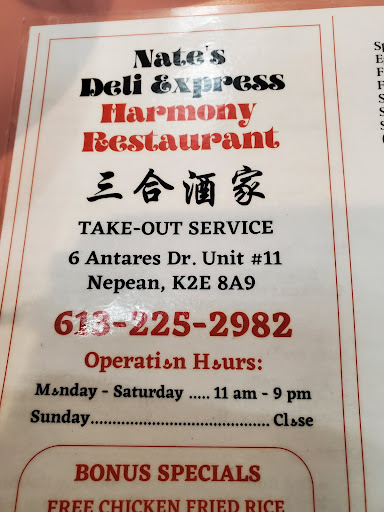 Nate's
Deli Express
Harmony
Restaurant
三合酒家
TAKE-OUT SERVICE
6 Antares Dr. Unit #11
Nepean, K2E 8A9
613-225-2982
Operation Hours:
Monday - Saturday ..... 11 am - 9 pm
Sunday.......................................... Close
BONUS SPECIALS
FREE CHICKEN FRIED RICE